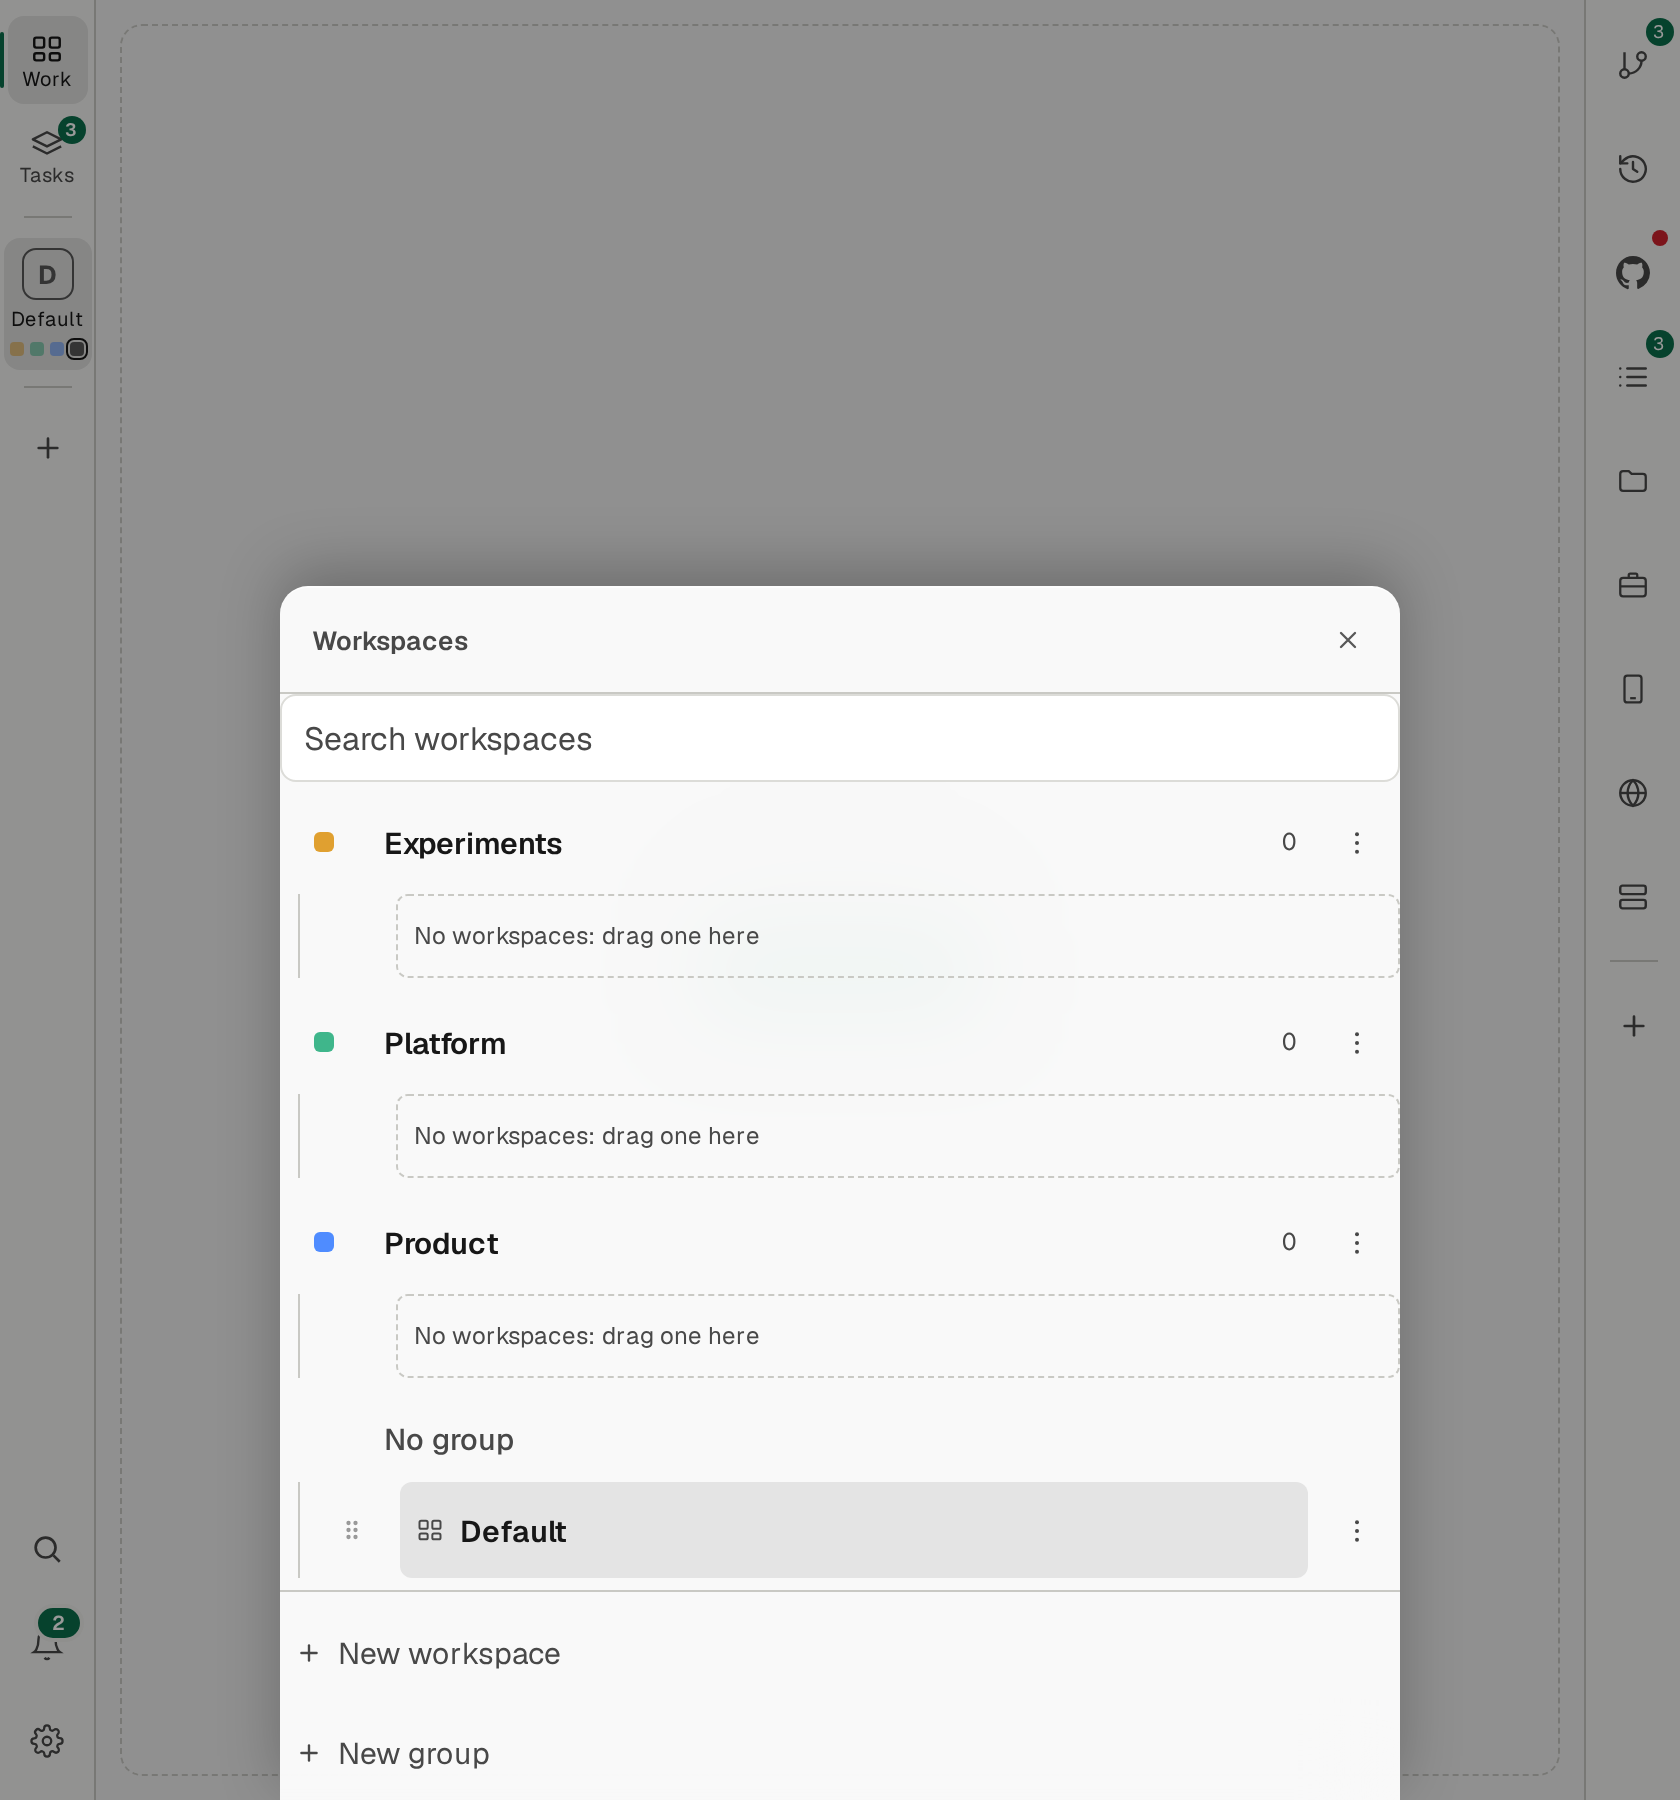 Work
3
Tasks
D
Default
2
3
3
Workspaces
Search workspaces
Experiments 0
No workspaces: drag one here
Platform 0
No workspaces: drag one here
Product 0
No workspaces: drag one here
No group
Default
New workspace
New group